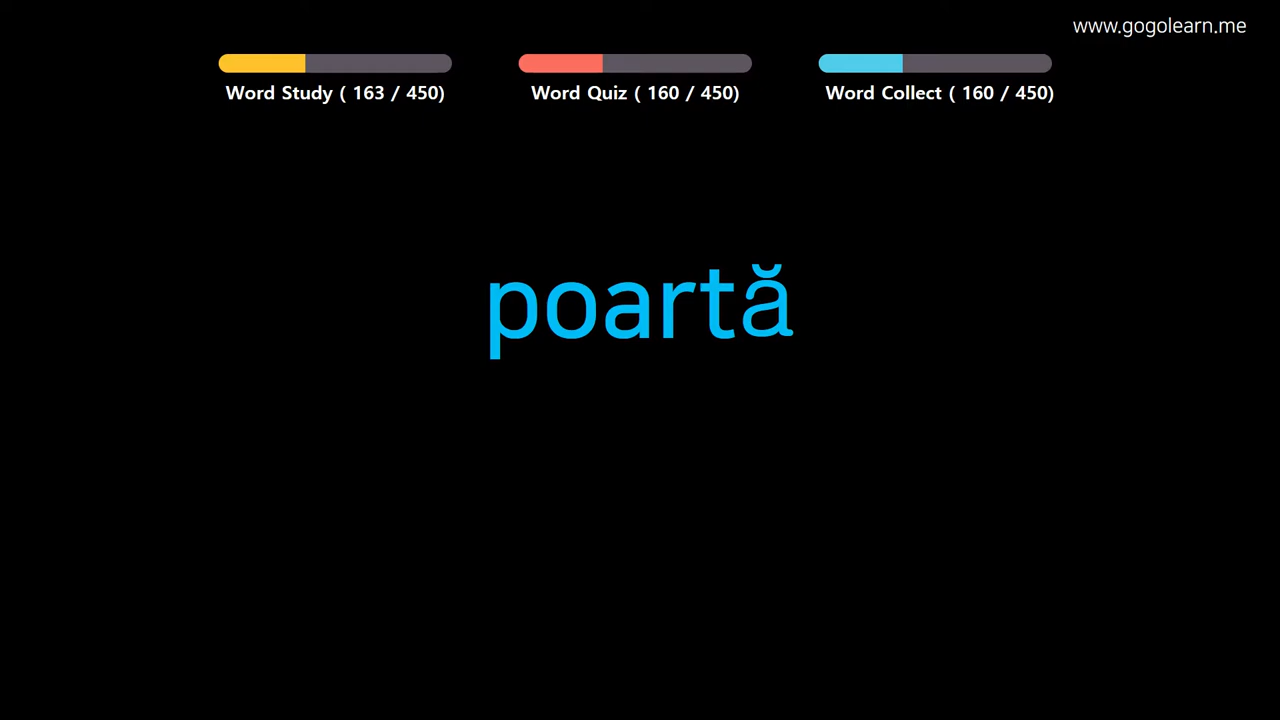 www.gogolearn.me
Word Study ( 163 / 450)
Word Quiz ( 160 / 450)
Word Collect ( 160 / 450)
poartă